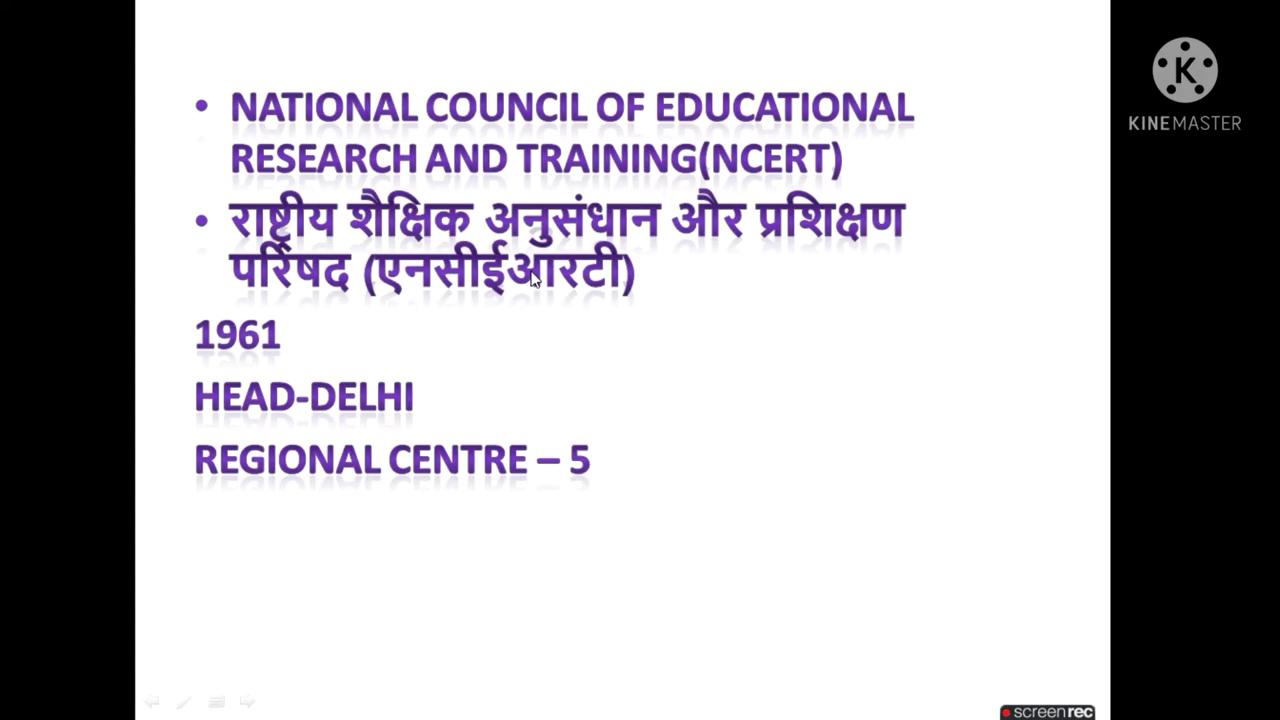 • NATIONAL COUNCIL OF EDUCATIONAL
RESEARCH AND TRAINING(NCERT)
• राष्ट्रीय शैक्षिक अनुसंधान और प्रशिक्षण
परिषद (एनसीईआरटी)
1961
HEAD-DELHI
REGIONAL CENTRE – 5
K
KINEMASTER
screenrec